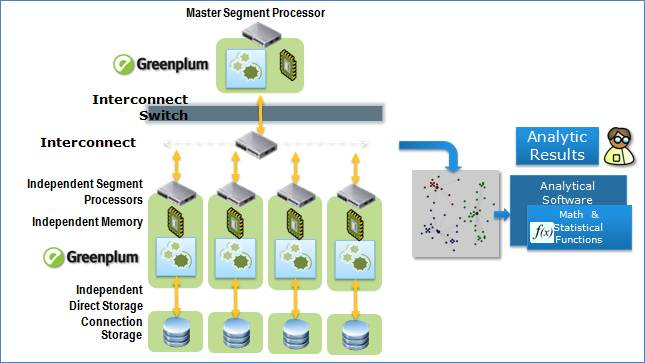 Master Segment Processor
Greenplum
Interconnect
Switch
Interconnect
Independent Segment
Processors
Independent Memory
Greenplum
Independent
Direct Storage
Connection
Storage
Analytic
Results
Analytical
Software
Math &
f(x) Statistical
Functions